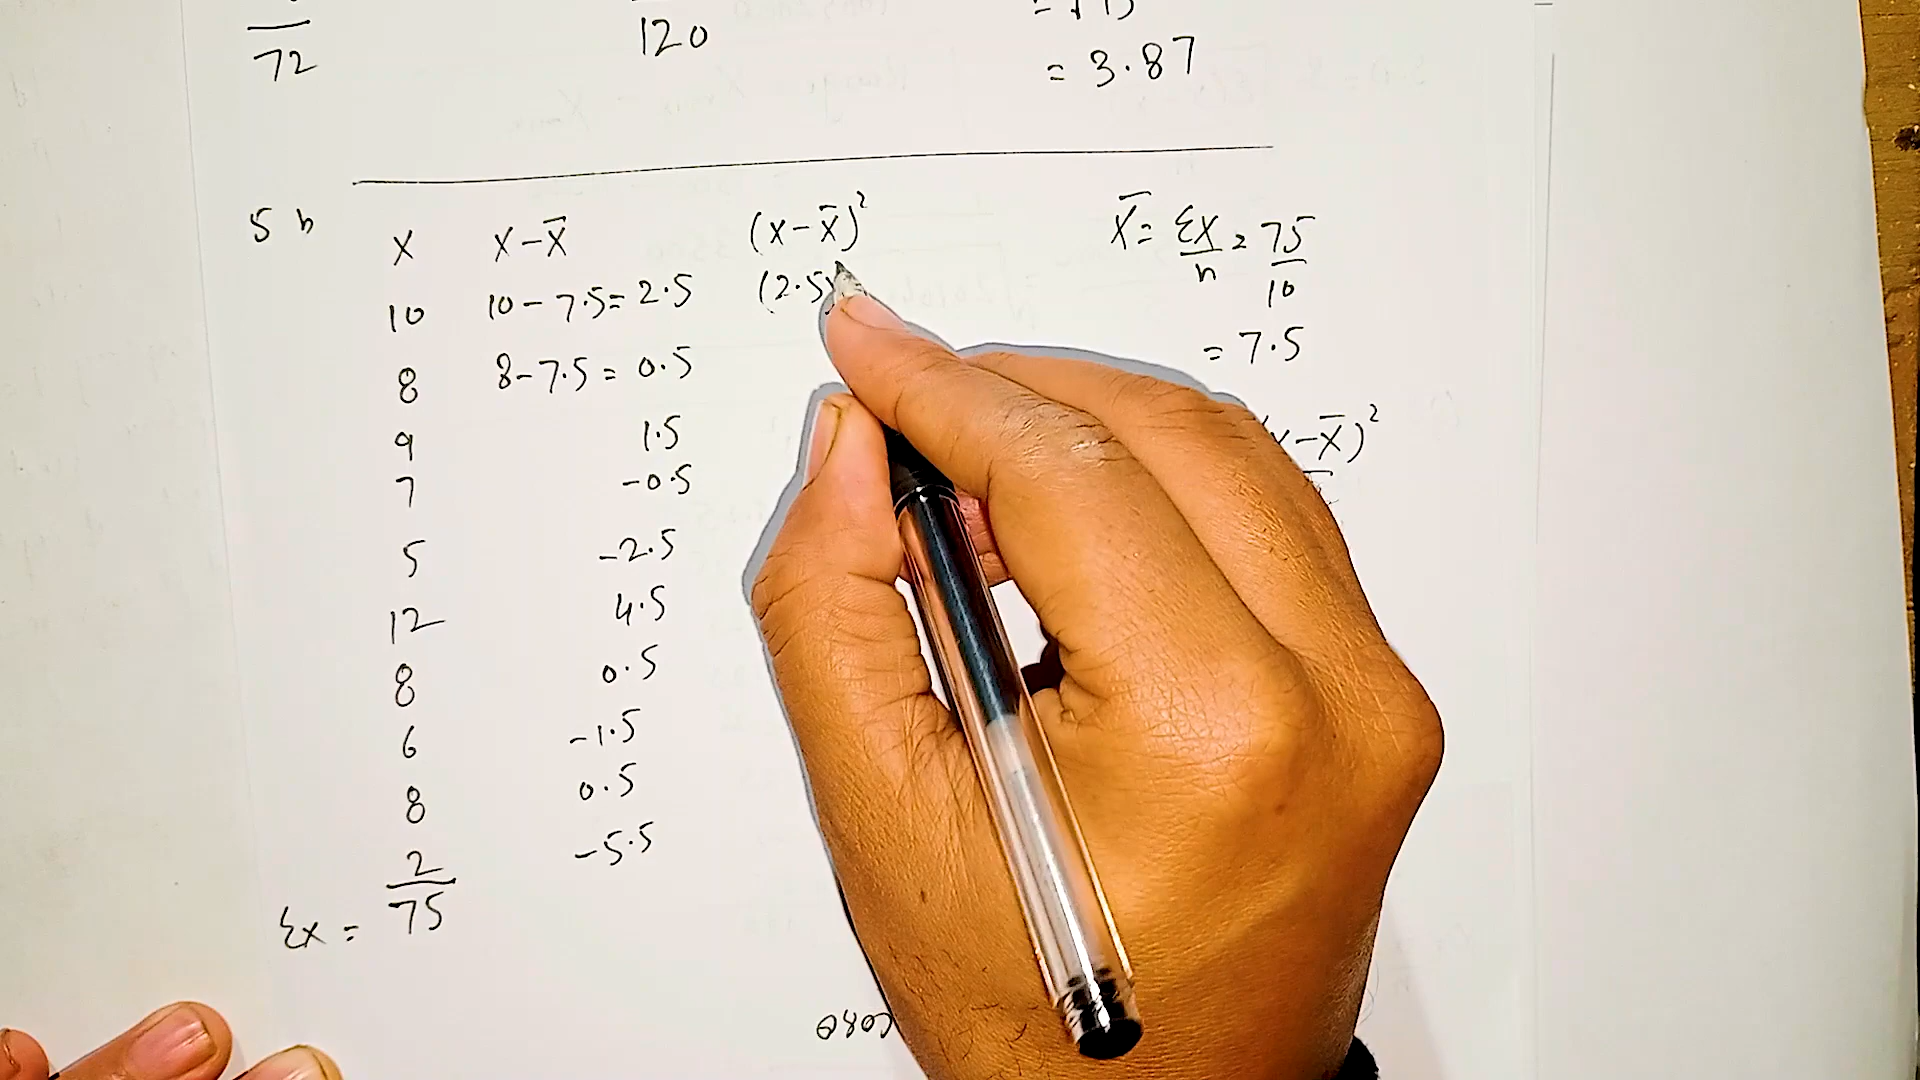 72
120
= √15
= 3.87
5 b
X X-X̄ (X-X̄)²
10 10-7.5=2.5 (2.5)
8 8-7.5=0.5
9 1.5
7 -0.5
5 -2.5
12 4.5
8 0.5
6 -1.5
8 0.5
2 -5.5
Σx = 75
X̄ = Σx/n = 75/10
= 7.5
(x-X̄)²